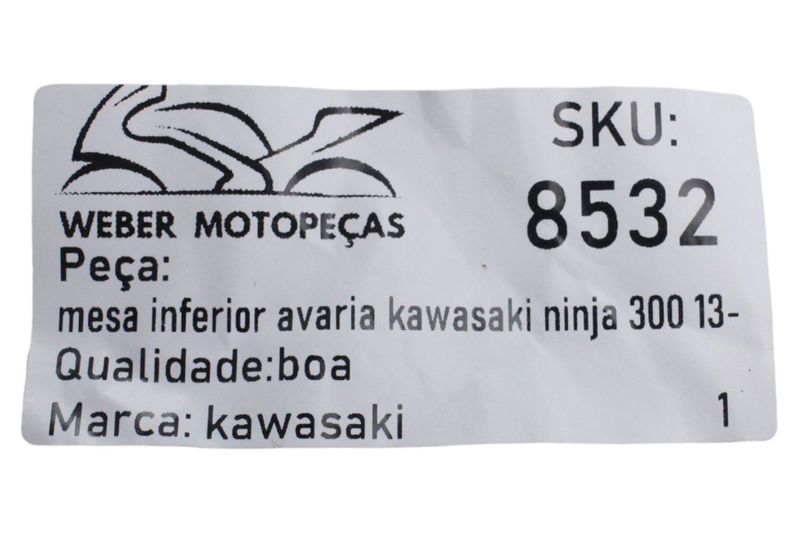 WEBER MOTOPEÇAS
SKU:
8532
Peça:
mesa inferior avaria kawasaki ninja 300 13-
Qualidade:boa
Marca: kawasaki
1